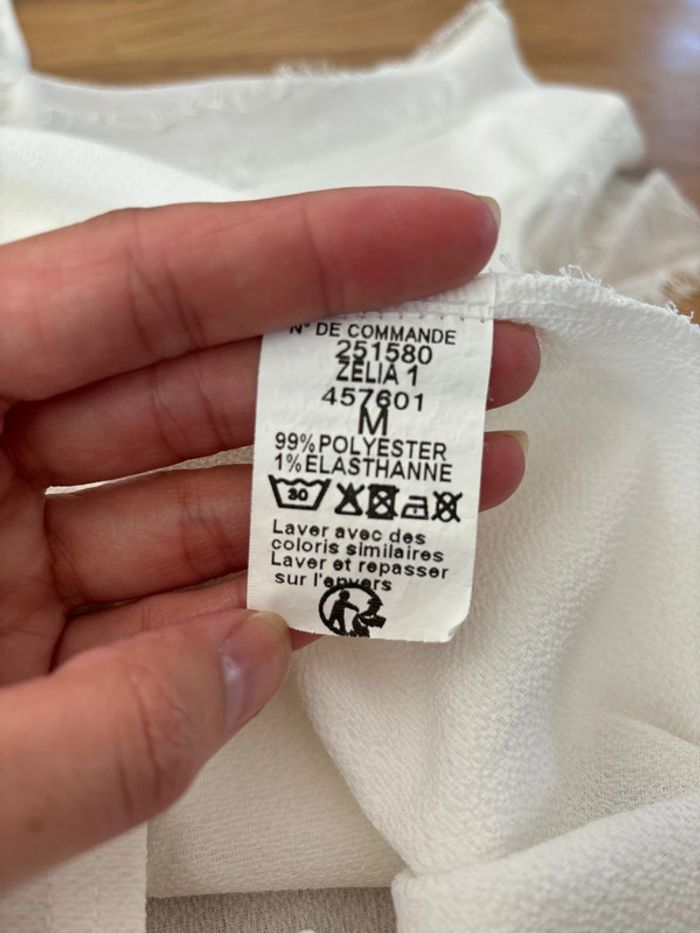 N° DE COMMANDE
251580
ZELIA 1
457601
M
99% POLYESTER
1% ELASTHANNE
30
Laver avec des
coloris similaires
Laver et repasser
sur l'envers